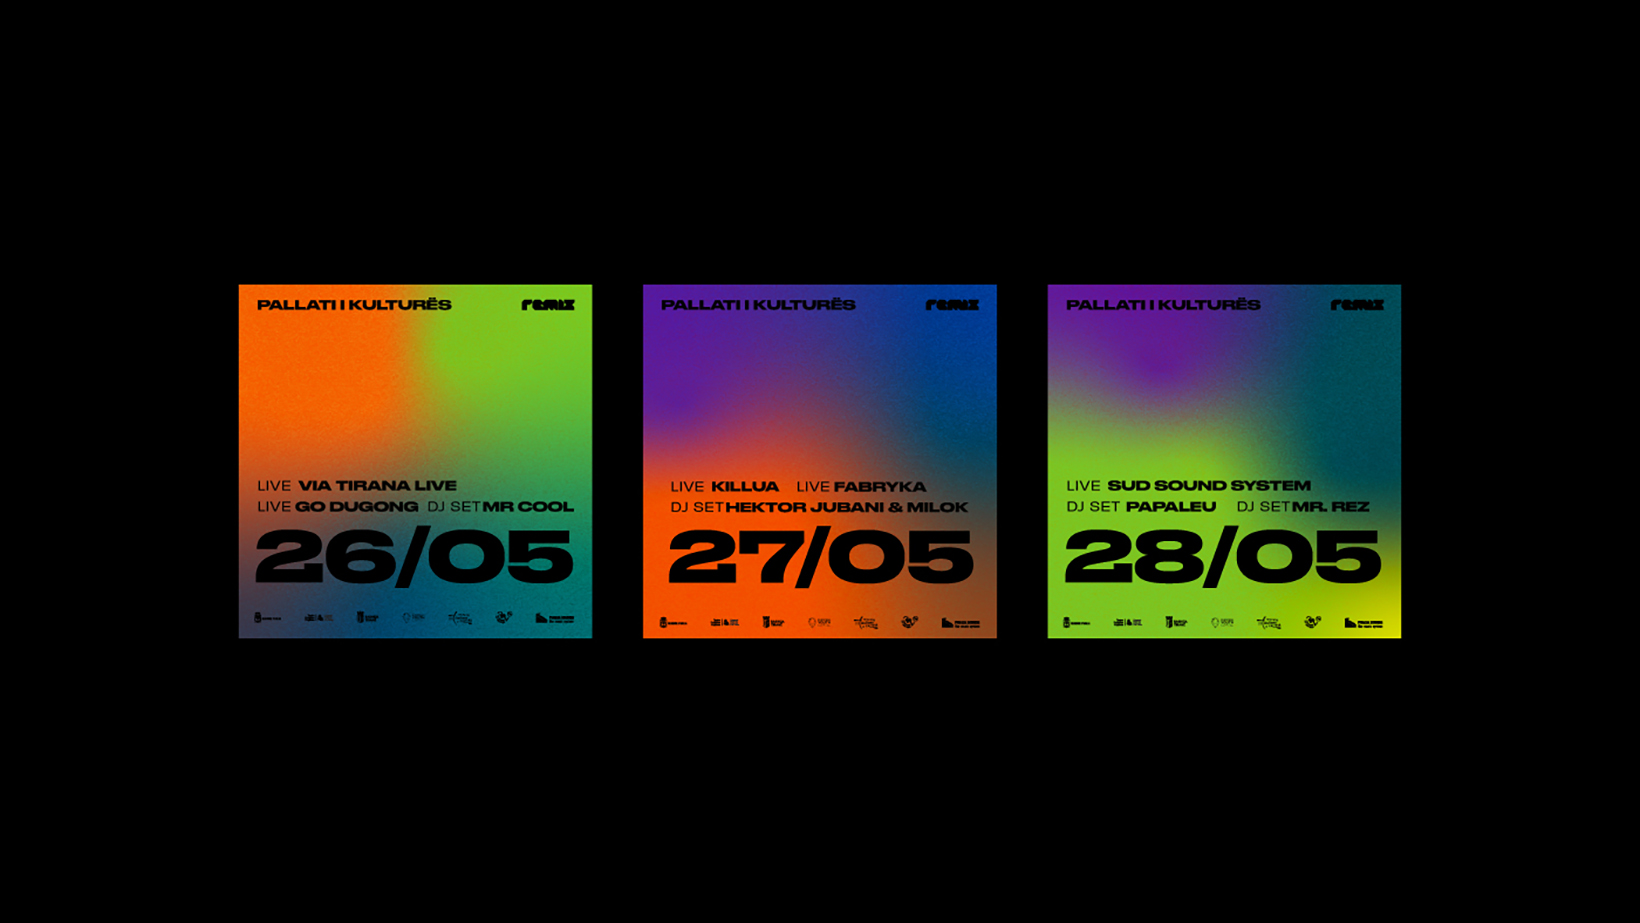 PALLATI I KULTURËS remix
LIVE VIA TIRANA LIVE
LIVE GO DUGONG DJ SET MR COOL
26/05
PALLATI I KULTURËS remix
LIVE KILLUA LIVE FABRYKA
DJ SET HEKTOR JUBANI & MILOK
27/05
PALLATI I KULTURËS remix
LIVE SUD SOUND SYSTEM
DJ SET PAPALEU DJ SET MR. REZ
28/05